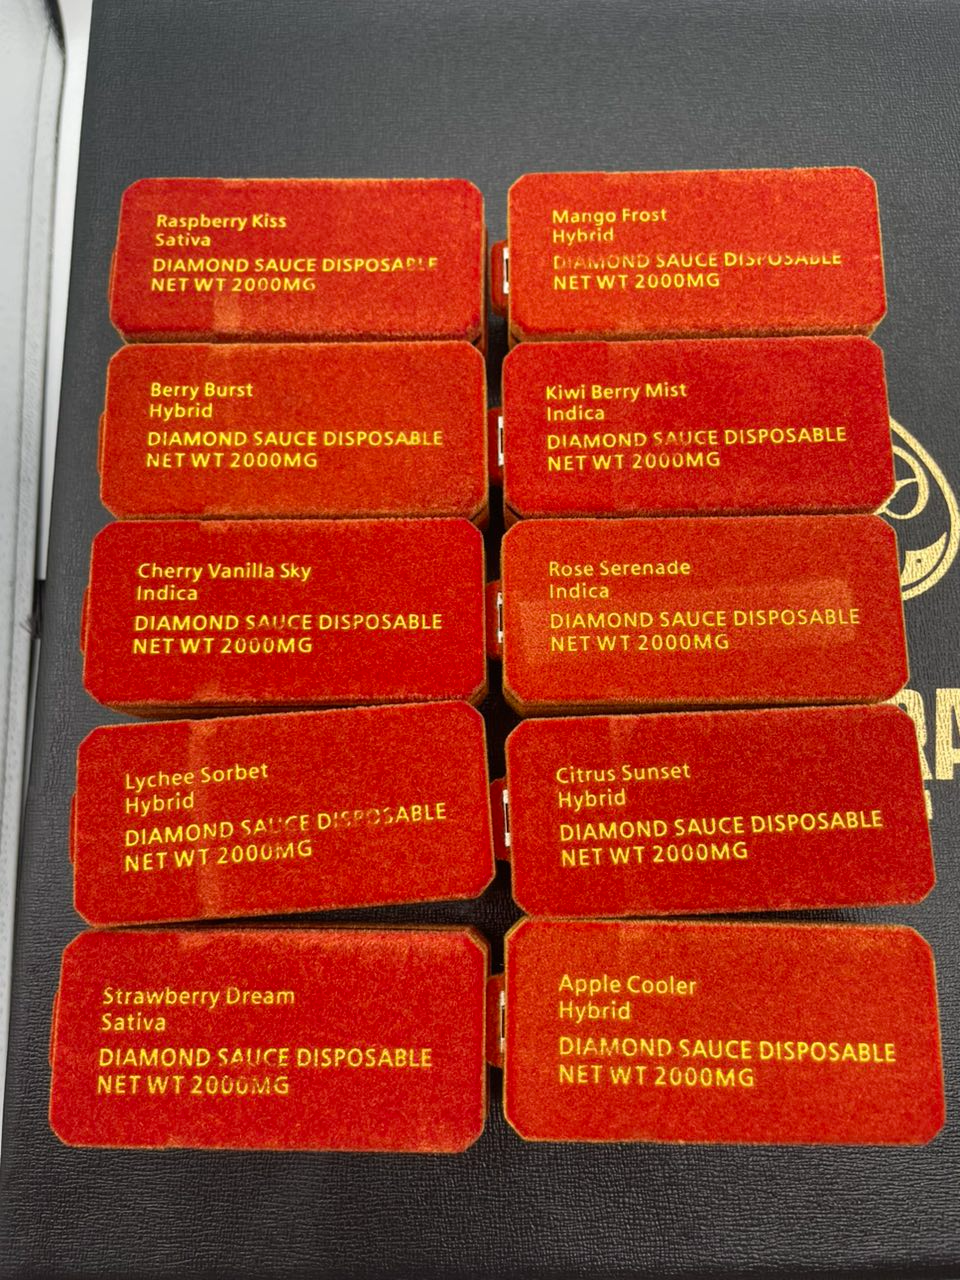 Raspberry Kiss
Sativa
DIAMOND SAUCE DISPOSABLE
NET WT 2000MG
Mango Frost
Hybrid
DIAMOND SAUCE DISPOSABLE
NET WT 2000MG
Berry Burst
Hybrid
DIAMOND SAUCE DISPOSABLE
NET WT 2000MG
Kiwi Berry Mist
Indica
DIAMOND SAUCE DISPOSABLE
NET WT 2000MG
Cherry Vanilla Sky
Indica
DIAMOND SAUCE DISPOSABLE
NET WT 2000MG
Rose Serenade
Indica
DIAMOND SAUCE DISPOSABLE
NET WT 2000MG
Lychee Sorbet
Hybrid
DIAMOND SAUCE DISPOSABLE
NET WT 2000MG
Citrus Sunset
Hybrid
DIAMOND SAUCE DISPOSABLE
NET WT 2000MG
Strawberry Dream
Sativa
DIAMOND SAUCE DISPOSABLE
NET WT 2000MG
Apple Cooler
Hybrid
DIAMOND SAUCE DISPOSABLE
NET WT 2000MG